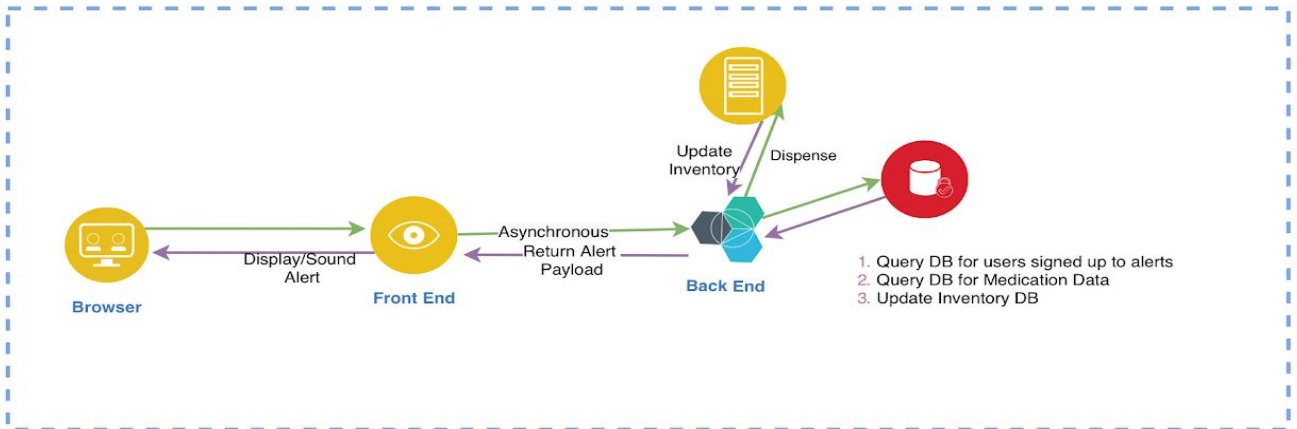 Update
Inventory
Dispense
Asynchronous
Return Alert
Payload
Display/Sound
Alert
Browser
Front End
Back End
1. Query DB for users signed up to alerts
2. Query DB for Medication Data
3. Update Inventory DB